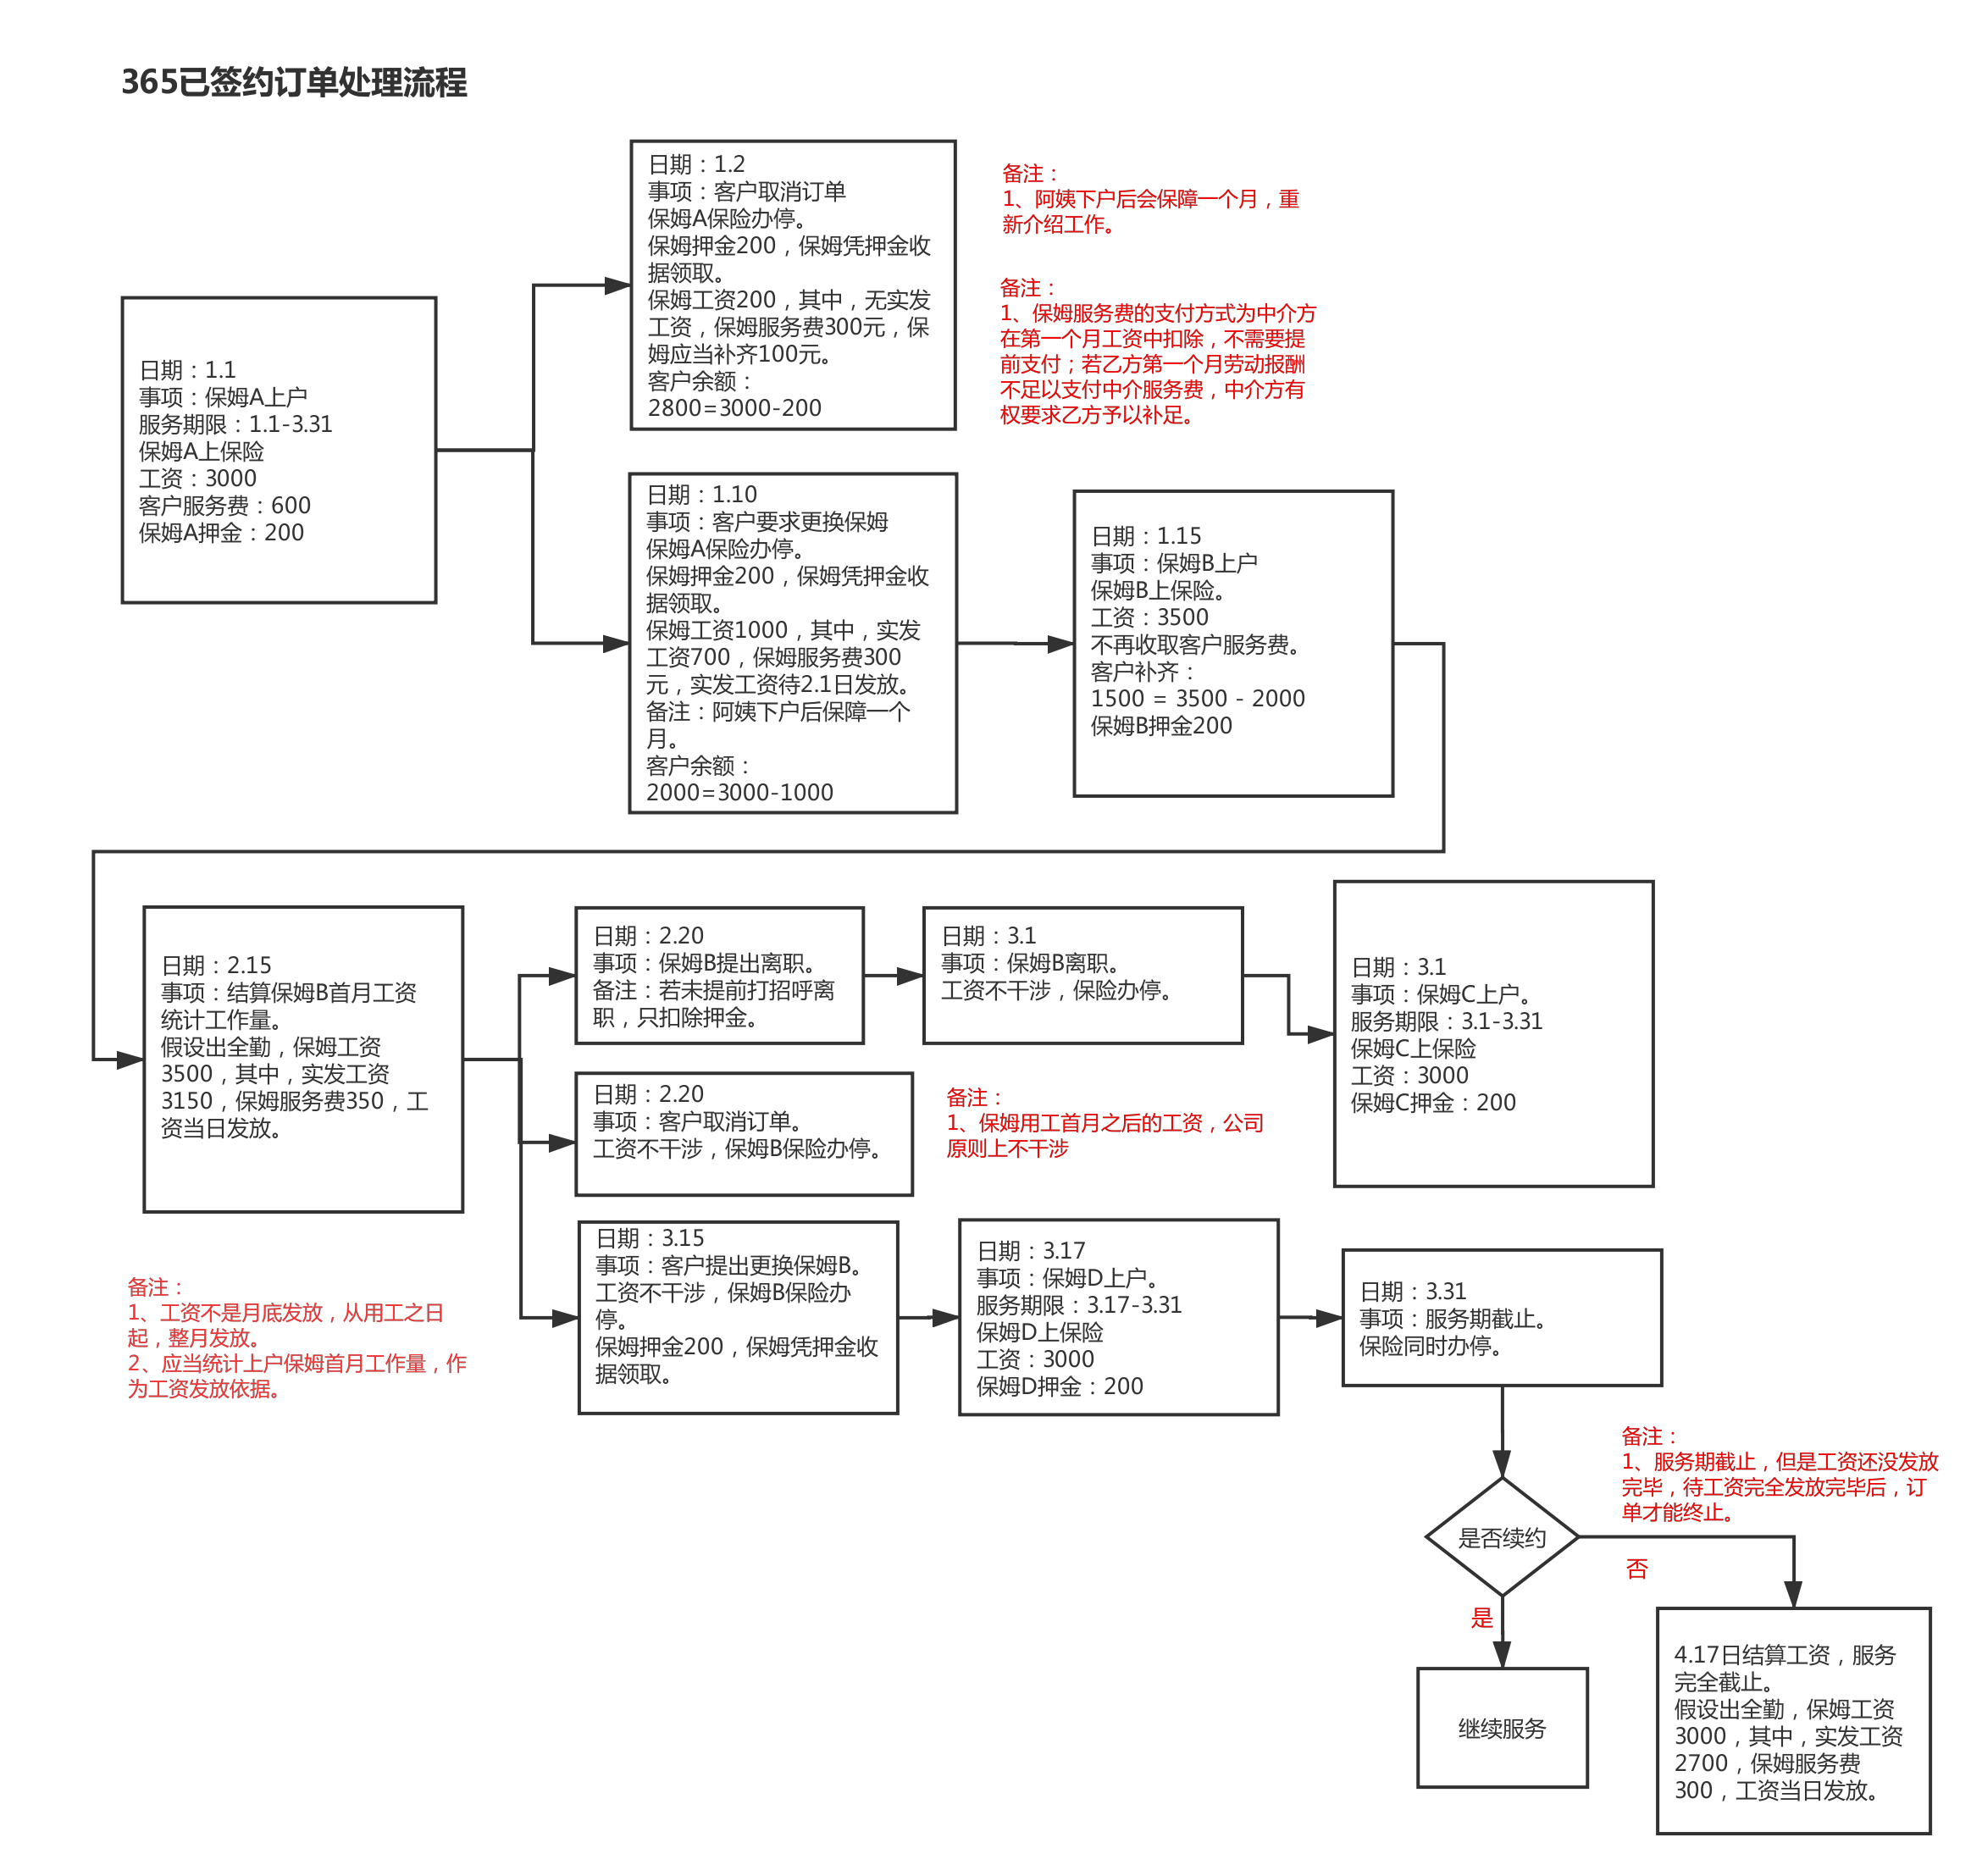 365已签约订单处理流程
日期：1.1
事项：保姆A上户
服务期限：1.1-3.31
保姆A上保险
工资：3000
客户服务费：600
保姆A押金：200
日期：1.2
事项：客户取消订单
保姆A保险办停。
保姆押金200，保姆凭押金收
据领取。
保姆工资200，其中，无实发
工资，保姆服务费300元，保
姆应当补齐100元。
客户余额：
2800=3000-200
备注：
1、阿姨下户后会保障一个月，重
新介绍工作。
备注：
1、保姆服务费的支付方式为中介方
在第一个月工资中扣除，不需要提
前支付；若乙方第一个月劳动报酬
不足以支付中介服务费，中介方有
权要求乙方予以补足。
日期：1.10
事项：客户要求更换保姆
保姆A保险办停。
保姆押金200，保姆凭押金收
据领取。
保姆工资1000，其中，实发
工资700，保姆服务费300
元，实发工资待2.1日发放。
备注：阿姨下户后保障一个
月。
客户余额：
2000=3000-1000
日期：1.15
事项：保姆B上户
保姆B上保险。
工资：3500
不再收取客户服务费。
客户补齐：
1500 = 3500 - 2000
保姆B押金200
日期：2.15
事项：结算保姆B首月工资
统计工作量。
假设出全勤，保姆工资
3500，其中，实发工资
3150，保姆服务费350，工
资当日发放。
日期：2.20
事项：保姆B提出离职。
备注：若未提前打招呼离
职，只扣除押金。
日期：3.1
事项：保姆B离职。
工资不干涉，保险办停。
日期：3.1
事项：保姆C上户。
服务期限：3.1-3.31
保姆C上保险
工资：3000
保姆C押金：200
日期：2.20
事项：客户取消订单。
工资不干涉，保姆B保险办停。
备注：
1、保姆用工首月之后的工资，公司
原则上不干涉
备注：
1、工资不是月底发放，从用工之日
起，整月发放。
2、应当统计上户保姆首月工作量，作
为工资发放依据。
日期：3.15
事项：客户提出更换保姆B。
工资不干涉，保姆B保险办
停。
保姆押金200，保姆凭押金收
据领取。
日期：3.17
事项：保姆D上户。
服务期限：3.17-3.31
保姆D上保险
工资：3000
保姆D押金：200
日期：3.31
事项：服务期截止。
保险同时办停。
备注：
1、服务期截止，但是工资还没发放
完毕，待工资完全发放完毕后，订
单才能终止。
是否续约
否
是
继续服务
4.17日结算工资，服务
完全截止。
假设出全勤，保姆工资
3000，其中，实发工资
2700，保姆服务费
300，工资当日发放。